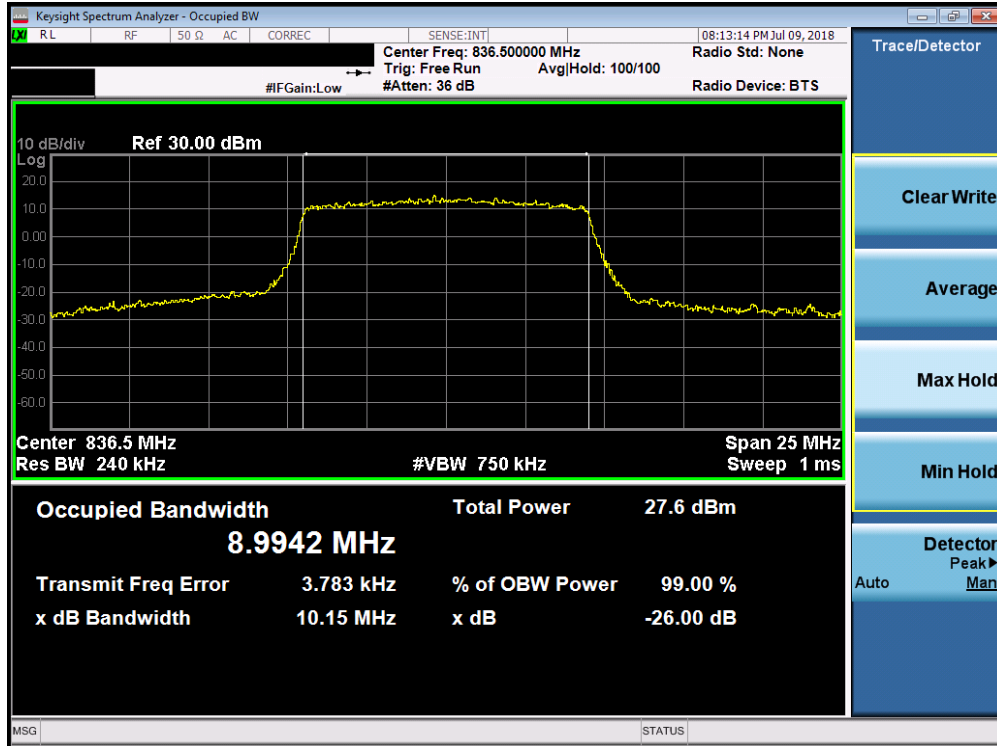 Keysight Spectrum Analyzer - Occupied BW
LXI RL RF 50 Ω AC CORREC SENSE:INT 08:13:14 PM Jul 09, 2018
Center Freq: 836.500000 MHz Radio Std: None
Trig: Free Run Avg|Hold: 100/100
#IFGain:Low #Atten: 36 dB Radio Device: BTS
Trace/Detector
10 dB/div Ref 30.00 dBm
Log
20.0
10.0
0.00
-10.0
-20.0
-30.0
-40.0
-50.0
-60.0
Center 836.5 MHz Span 25 MHz
Res BW 240 kHz #VBW 750 kHz Sweep 1 ms
Occupied Bandwidth Total Power 27.6 dBm
8.9942 MHz
Transmit Freq Error 3.783 kHz % of OBW Power 99.00 %
x dB Bandwidth 10.15 MHz x dB -26.00 dB
Clear Write
Average
Max Hold
Min Hold
Detector
Peak▶
Auto Man
MSG STATUS